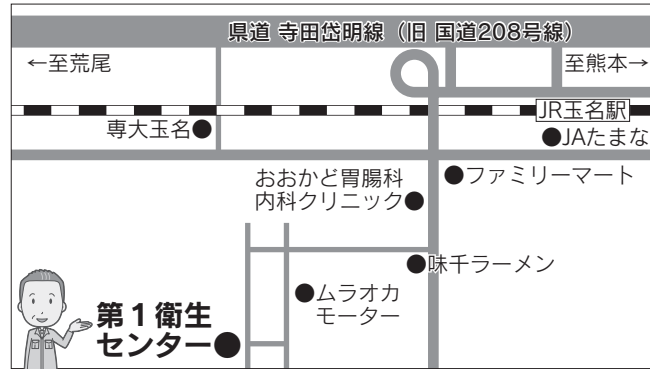 県道 寺田岱明線（旧 国道208号線）
←至荒尾
至熊本→
JR玉名駅
専大玉名●
●JAたまな
おおかど胃腸科
内科クリニック●
●ファミリーマート
●味千ラーメン
●ムラオカ
モーター
第１衛生
センター●